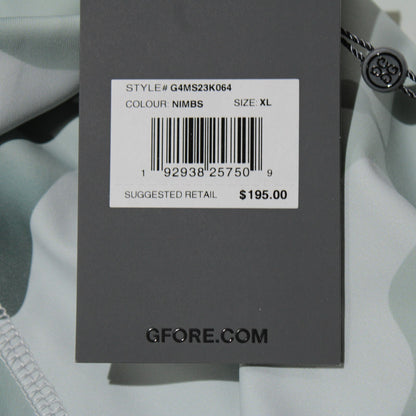 STYLE# G4MS23K064
COLOUR: NIMBS SIZE: XL
1 92938 25750 9
SUGGESTED RETAIL $195.00
GFORE.COM